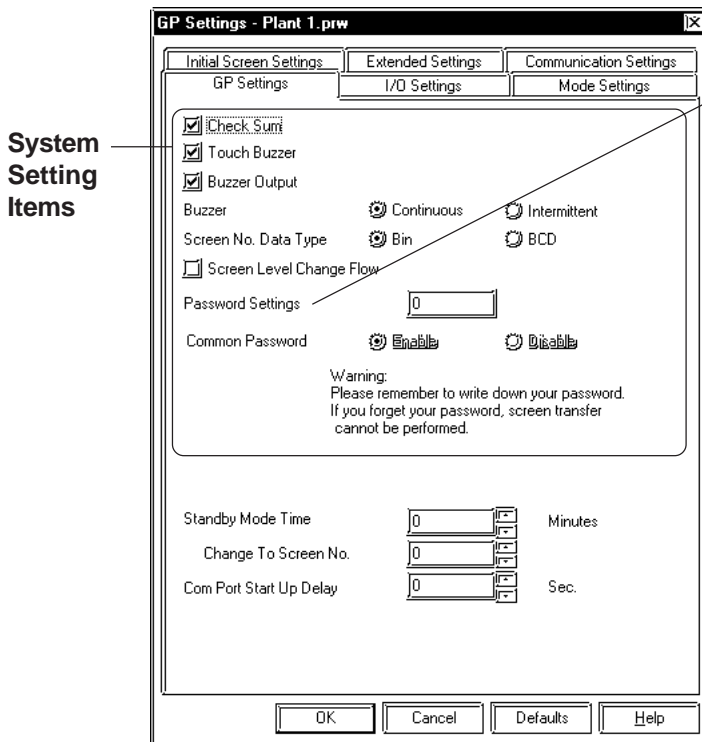 GP Settings - Plant 1.prw
Initial Screen Settings Extended Settings Communication Settings
GP Settings I/O Settings Mode Settings
System
Setting
Items
Check Sum
Touch Buzzer
Buzzer Output
Buzzer Continuous Intermittent
Screen No. Data Type Bin BCD
Screen Level Change Flow
Password Settings 0
Common Password Enable Disable
Warning:
Please remember to write down your password.
If you forget your password, screen transfer
cannot be performed.
Standby Mode Time 0 Minutes
Change To Screen No. 0
Com Port Start Up Delay 0 Sec.
OK Cancel Defaults Help